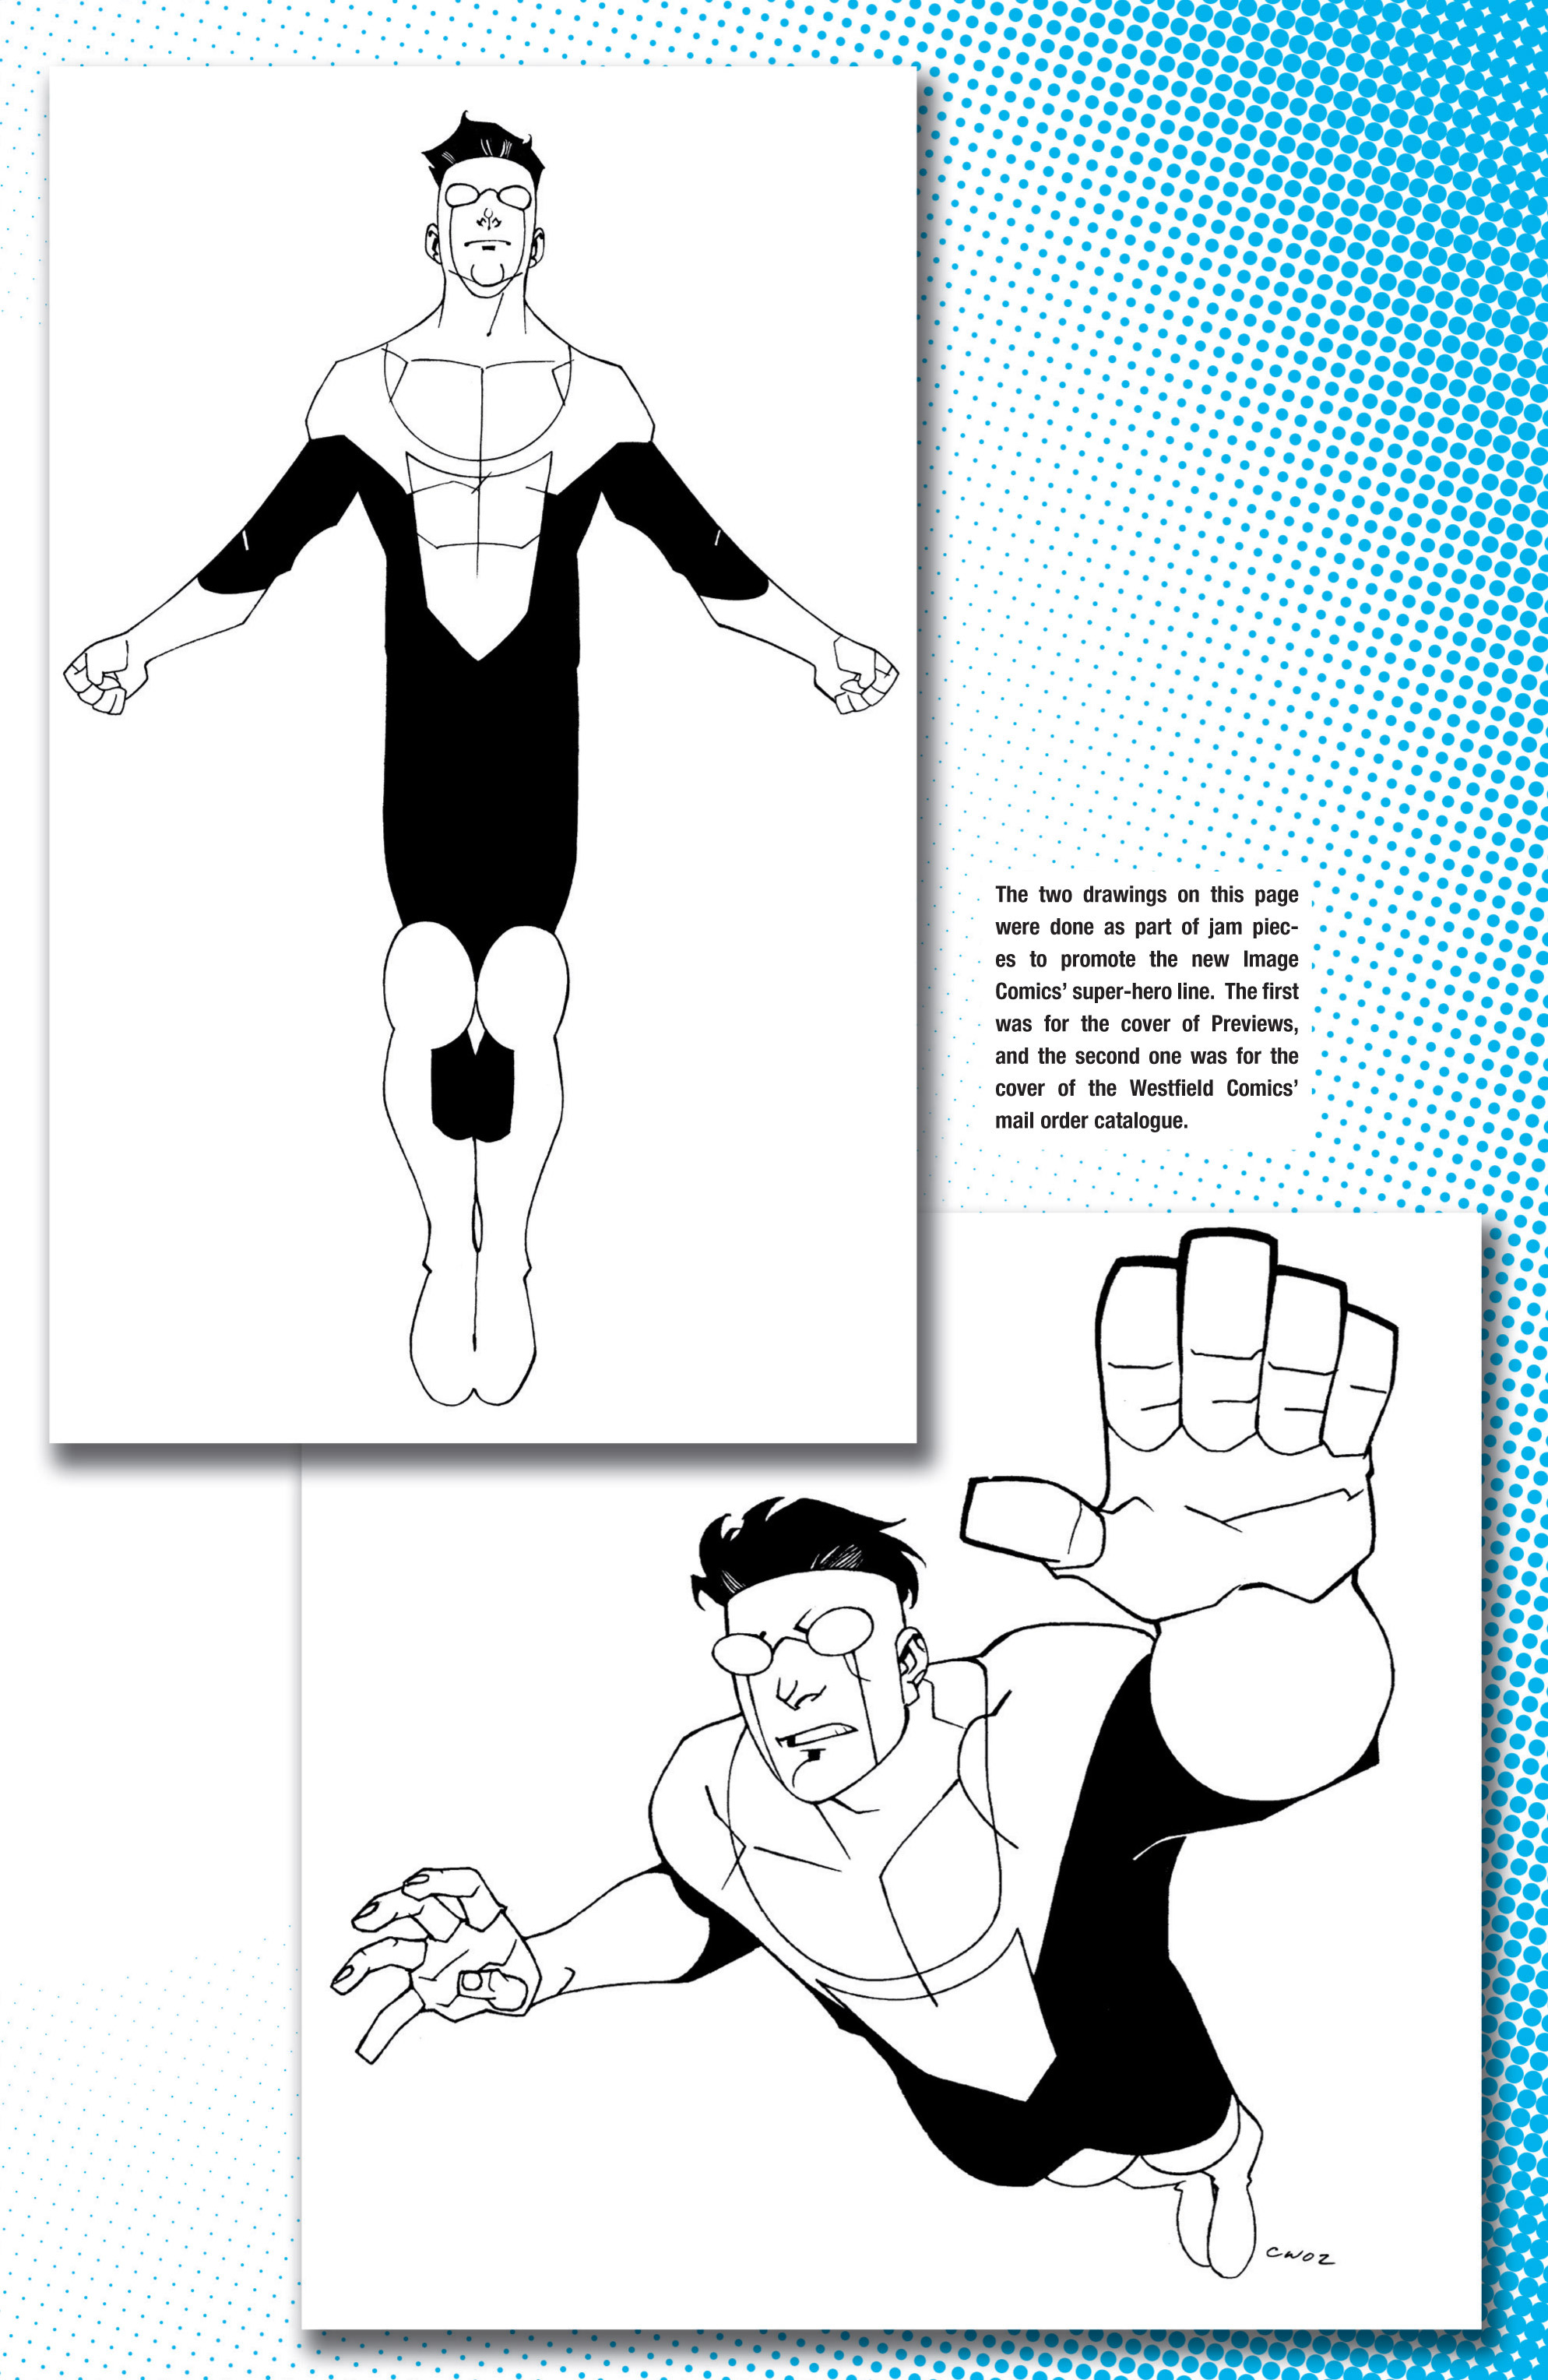 The two drawings on this page
were done as part of jam piec-
es to promote the new Image
Comics’ super-hero line. The first
was for the cover of Previews,
and the second one was for the
cover of the Westfield Comics’
mail order catalogue.
CW02